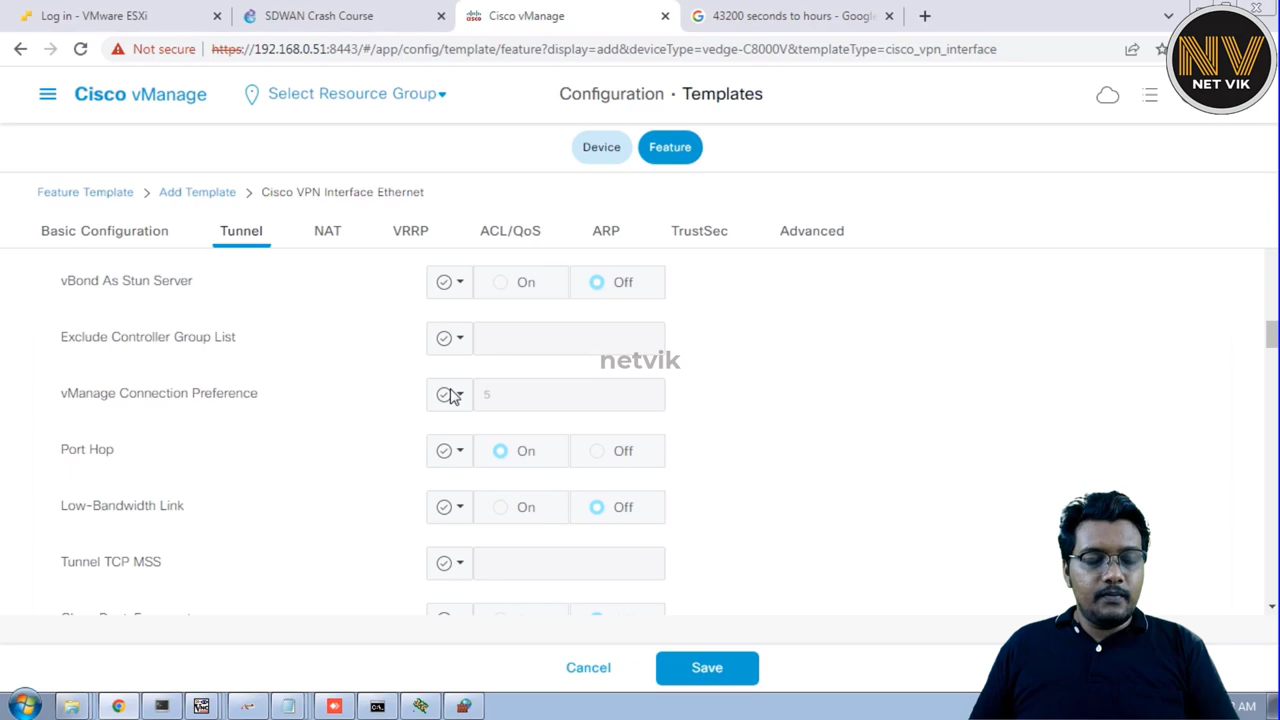 Log in - VMware ESXi
SDWAN Crash Course
Cisco vManage
43200 seconds to hours - Google
Not secure
https://192.168.0.51:8443/#/app/config/template/feature?display=add&deviceType=vedge-C8000V&templateType=cisco_vpn_interface
NV
NET VIK
Cisco vManage
Select Resource Group
Configuration · Templates
Device
Feature
Feature Template > Add Template > Cisco VPN Interface Ethernet
Basic Configuration
Tunnel
NAT
VRRP
ACL/QoS
ARP
TrustSec
Advanced
vBond As Stun Server
On
Off
Exclude Controller Group List
netvik
vManage Connection Preference
5
Port Hop
On
Off
Low-Bandwidth Link
On
Off
Tunnel TCP MSS
Cancel
Save
AM